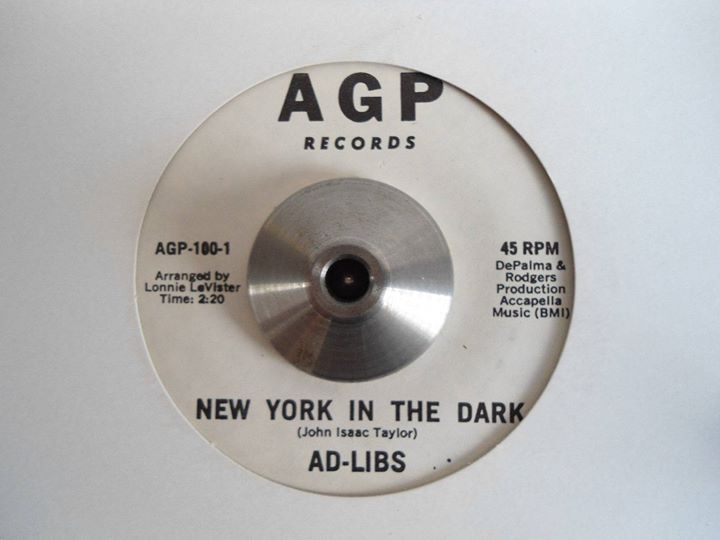 AGP
RECORDS
AGP-100-1
Arranged by
Lonnie LeVister
Time: 2:20
45 RPM
DePalma &
Rodgers
Production
Accapella
Music (BMI)
NEW YORK IN THE DARK
(John Isaac Taylor)
AD-LIBS